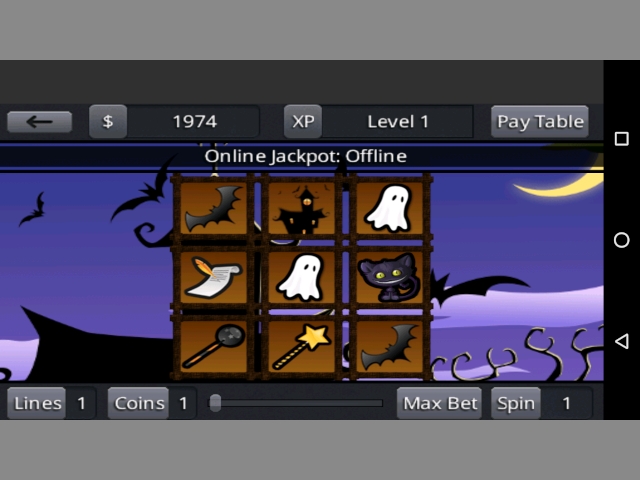 $ 1974 XP Level 1 Pay Table
Online Jackpot: Offline
Lines 1 Coins 1 Max Bet Spin 1